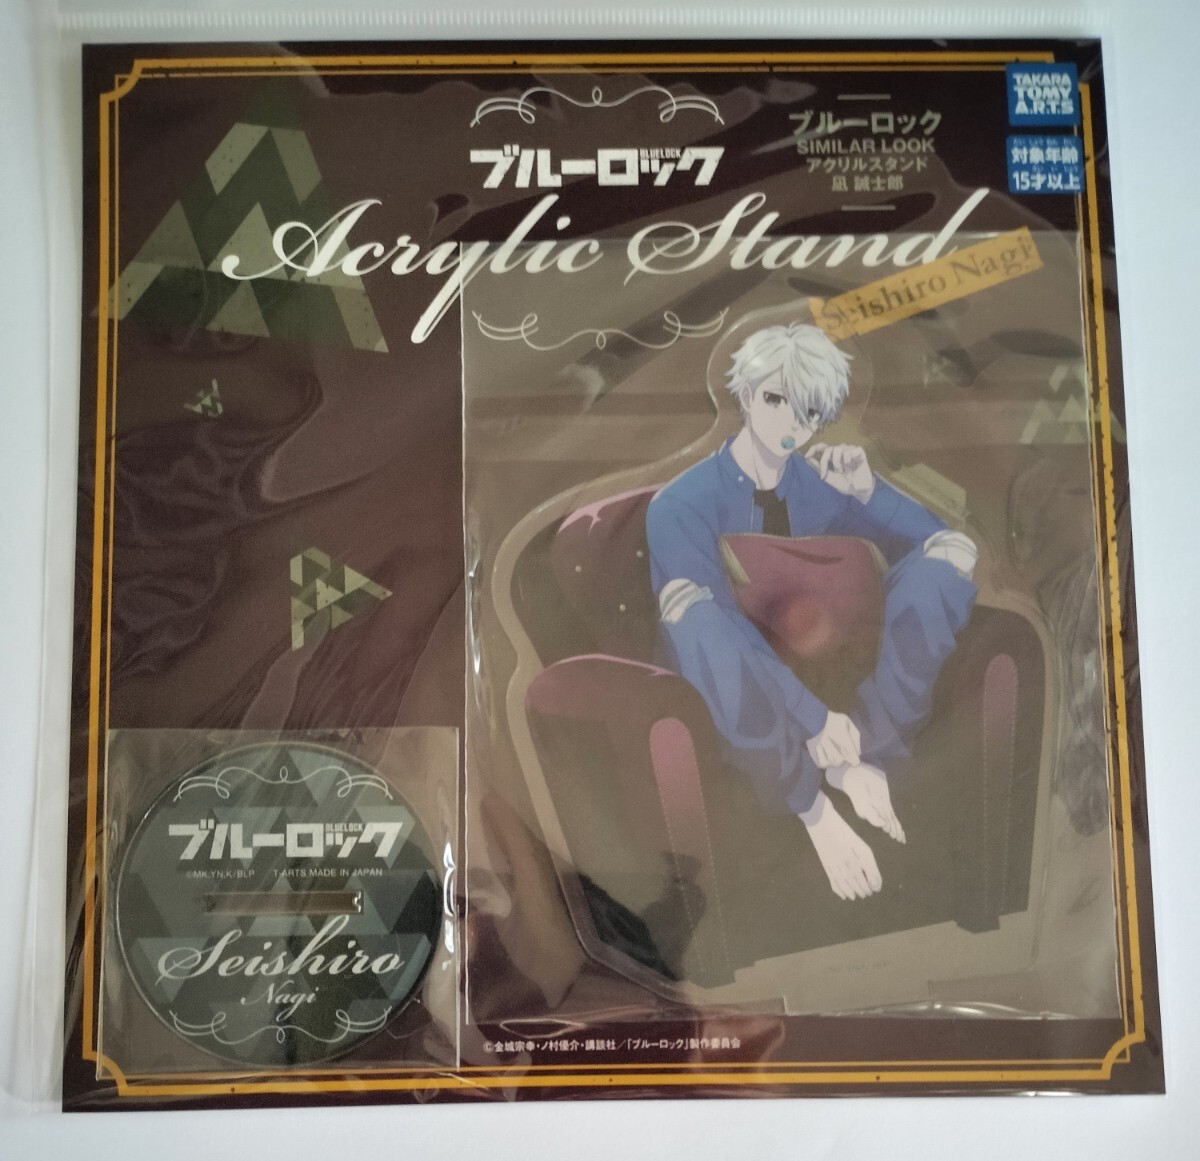 TAKARA
TOMY
A.R.T.S
対象年齢
15才以上
ブルーロック
SIMILAR LOOK
アクリルスタンド
凪 誠士郎
ブルーロック
BLUELOCK
Acrylic Stand
Seishiro Nagi
ブルーロック
BLUELOCK
©MK,YN,K/BLP T-ARTS MADE IN JAPAN
Seishiro
Nagi
©金城宗幸・ノ村優介・講談社/「ブルーロック」製作委員会